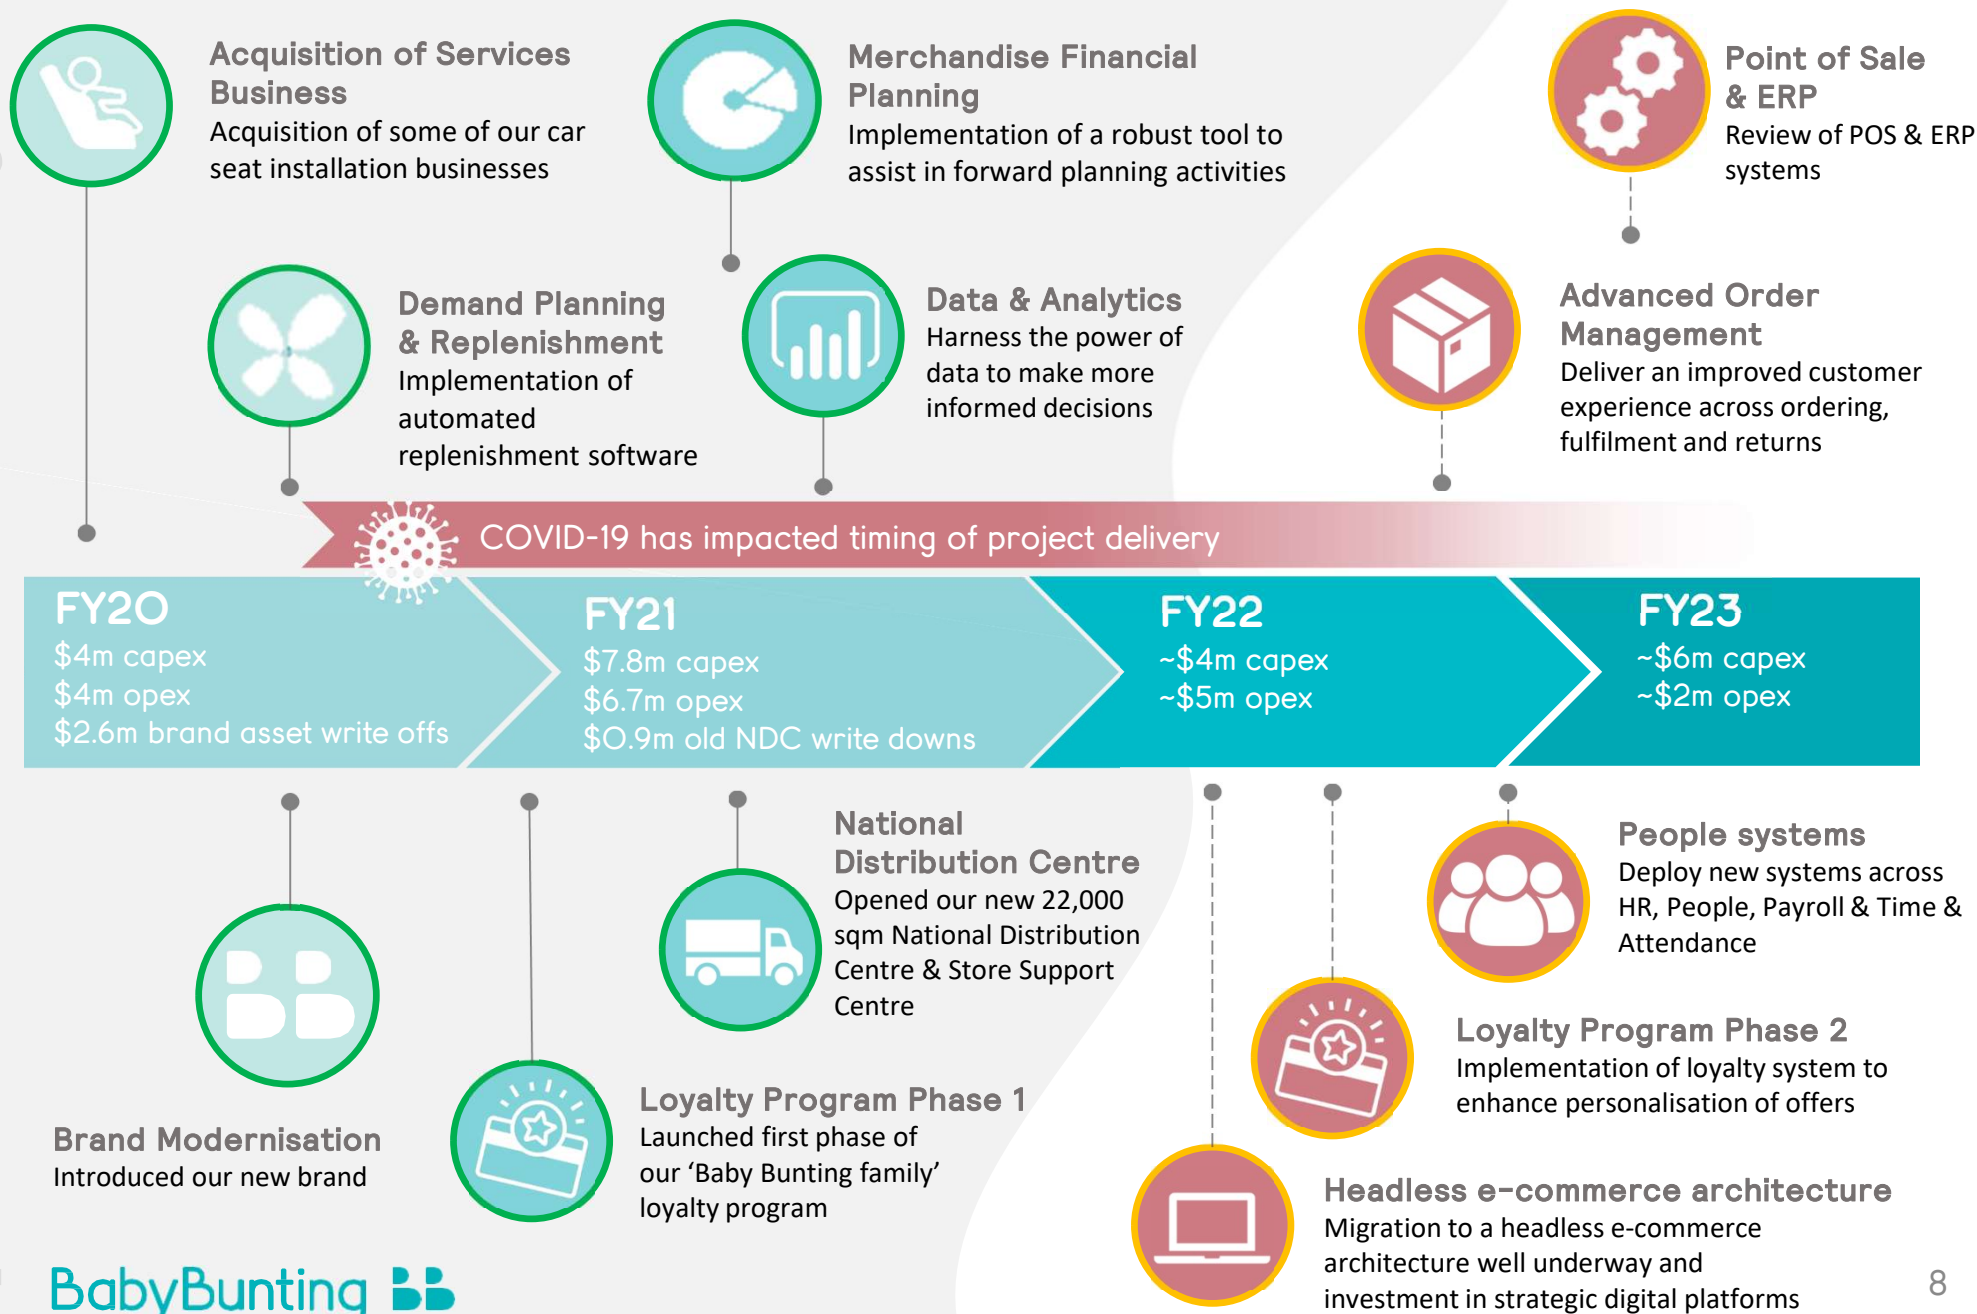 Acquisition of Services
Business
Acquisition of some of our car
seat installation businesses
Merchandise Financial
Planning
Implementation of a robust tool to
assist in forward planning activities
Point of Sale
& ERP
Review of POS & ERP
systems
Demand Planning
& Replenishment
Implementation of
automated
replenishment software
Data & Analytics
Harness the power of
data to make more
informed decisions
Advanced Order
Management
Deliver an improved customer
experience across ordering,
fulfilment and returns
COVID-19 has impacted timing of project delivery
FY20
$4m capex
$4m opex
$2.6m brand asset write offs
FY21
$7.8m capex
$6.7m opex
$0.9m old NDC write downs
FY22
~$4m capex
~$5m opex
FY23
~$6m capex
~$2m opex
National
Distribution Centre
Opened our new 22,000
sqm National Distribution
Centre & Store Support
Centre
People systems
Deploy new systems across
HR, People, Payroll & Time &
Attendance
Brand Modernisation
Introduced our new brand
Loyalty Program Phase 1
Launched first phase of
our ‘Baby Bunting family’
loyalty program
Loyalty Program Phase 2
Implementation of loyalty system to
enhance personalisation of offers
Headless e-commerce architecture
Migration to a headless e-commerce
architecture well underway and
investment in strategic digital platforms
BabyBunting BB
8